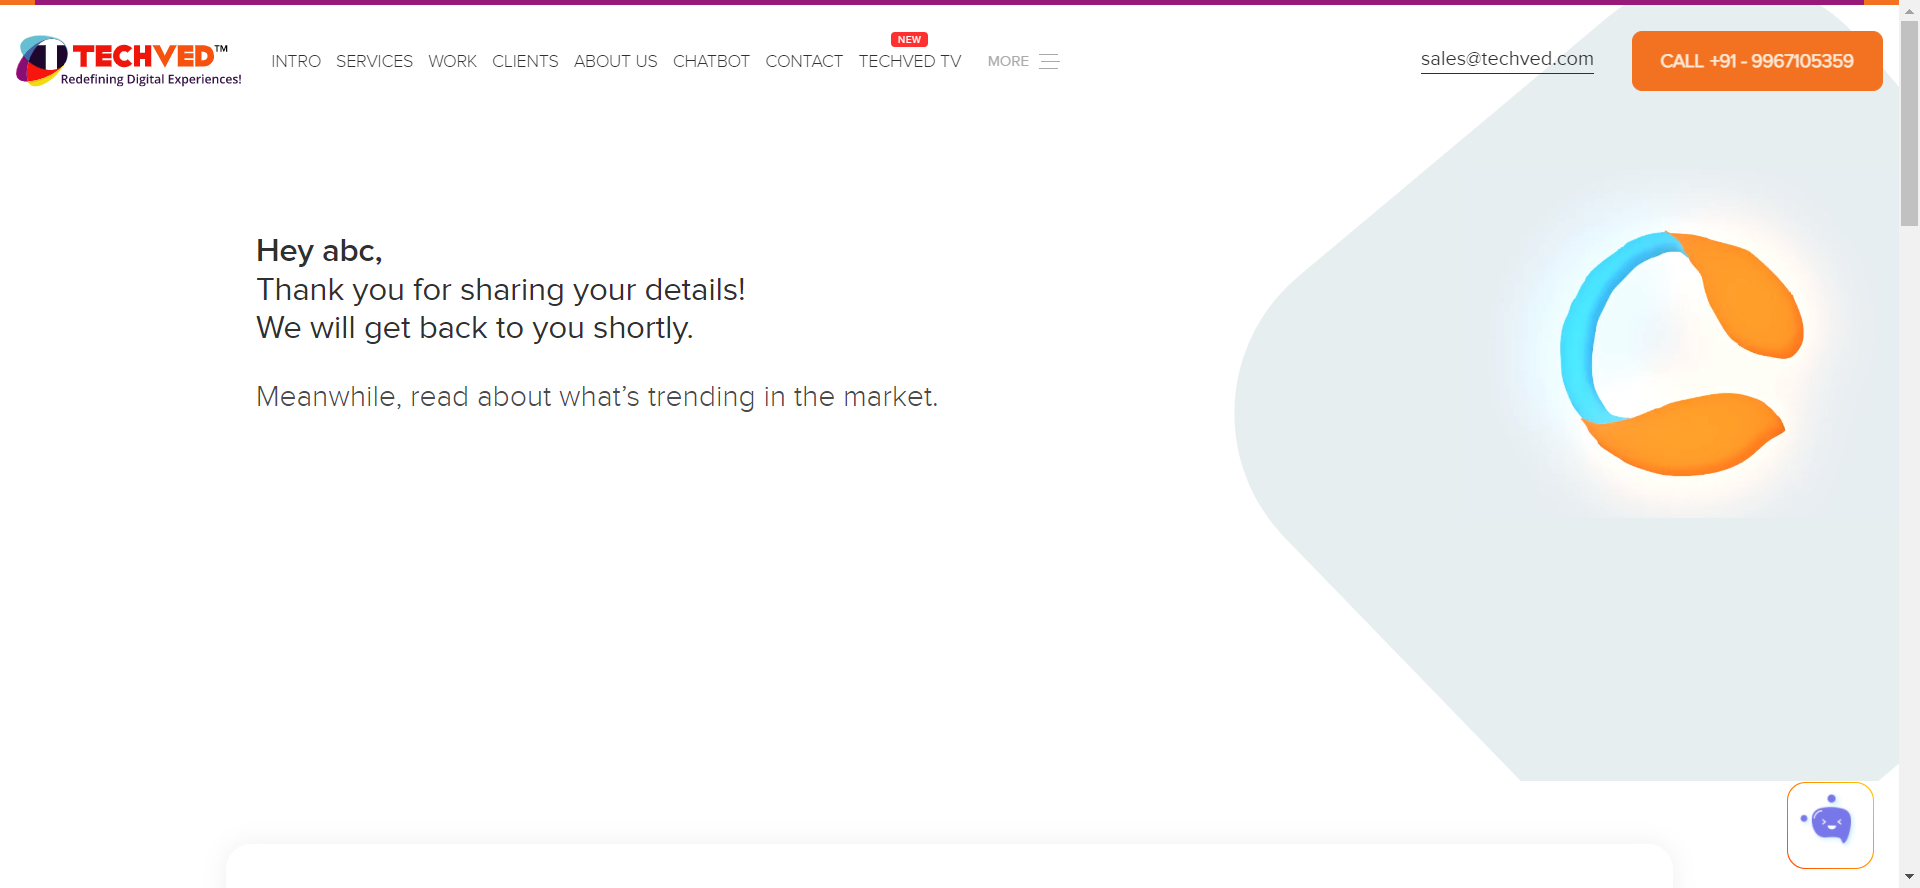 TECHVED™
Redefining Digital Experiences!
INTRO SERVICES WORK CLIENTS ABOUT US CHATBOT CONTACT TECHVED TV NEW MORE
sales@techved.com
CALL +91 - 9967105359
Hey abc,
Thank you for sharing your details!
We will get back to you shortly.
Meanwhile, read about what’s trending in the market.